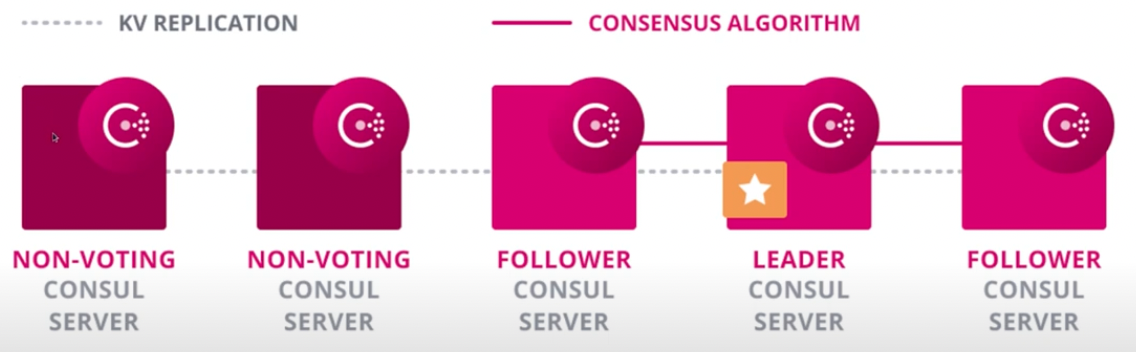 KV REPLICATION
CONSENSUS ALGORITHM
NON-VOTING
CONSUL
SERVER
NON-VOTING
CONSUL
SERVER
FOLLOWER
CONSUL
SERVER
LEADER
CONSUL
SERVER
FOLLOWER
CONSUL
SERVER